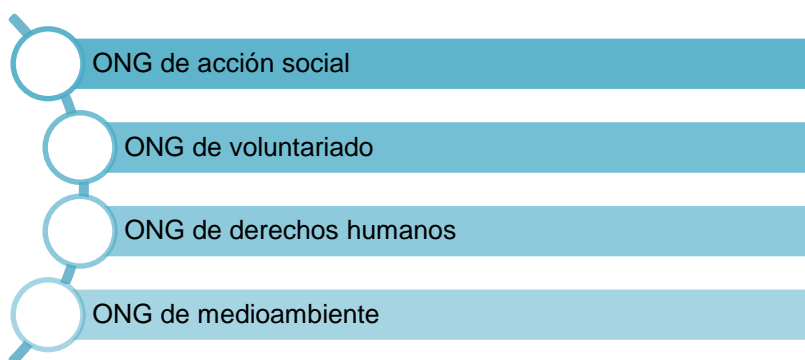 ONG de acción social
ONG de voluntariado
ONG de derechos humanos
ONG de medioambiente